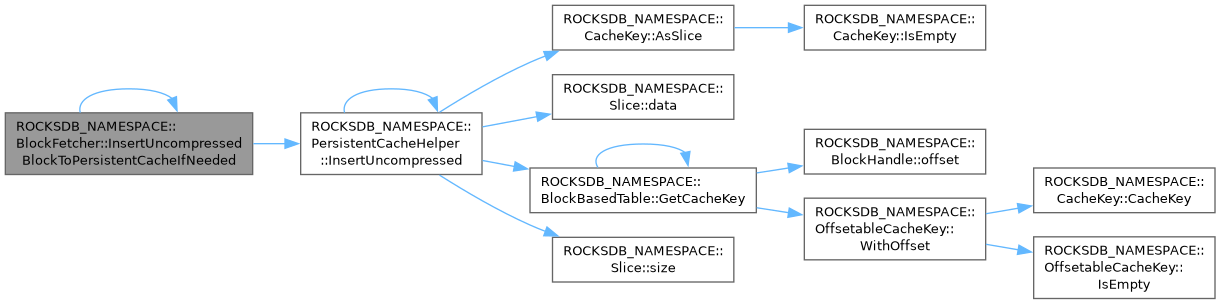 ROCKSDB_NAMESPACE::
BlockFetcher::InsertUncompressed
BlockToPersistentCacheIfNeeded
ROCKSDB_NAMESPACE::
PersistentCacheHelper
::InsertUncompressed
ROCKSDB_NAMESPACE::
CacheKey::AsSlice
ROCKSDB_NAMESPACE::
CacheKey::IsEmpty
ROCKSDB_NAMESPACE::
Slice::data
ROCKSDB_NAMESPACE::
BlockBasedTable::GetCacheKey
ROCKSDB_NAMESPACE::
BlockHandle::offset
ROCKSDB_NAMESPACE::
OffsetableCacheKey::
WithOffset
ROCKSDB_NAMESPACE::
CacheKey::CacheKey
ROCKSDB_NAMESPACE::
OffsetableCacheKey::
IsEmpty
ROCKSDB_NAMESPACE::
Slice::size